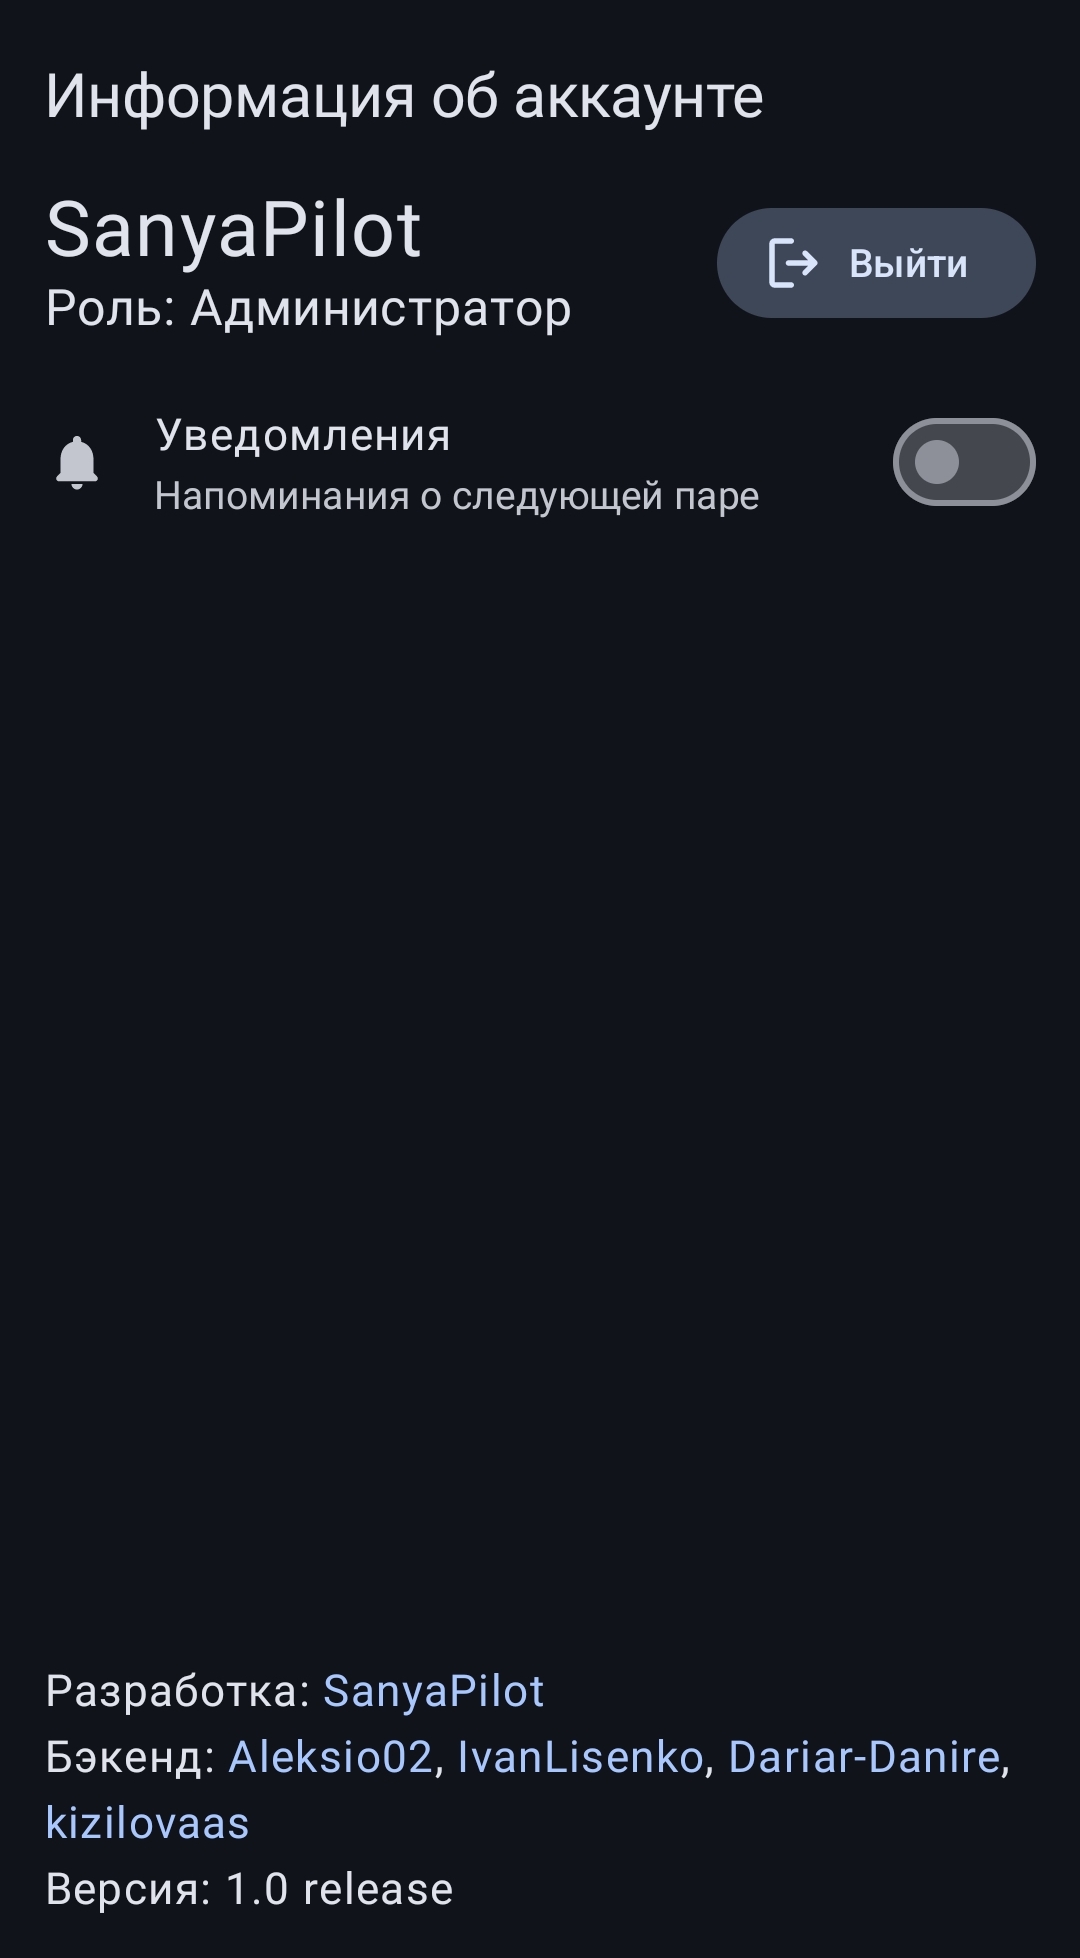 Информация об аккаунте
SanyaPilot
Роль: Администратор
Выйти
Уведомления
Напоминания о следующей паре
Разработка: SanyaPilot
Бэкенд: Aleksio02, IvanLisenko, Dariar-Danire,
kizilovaas
Версия: 1.0 release